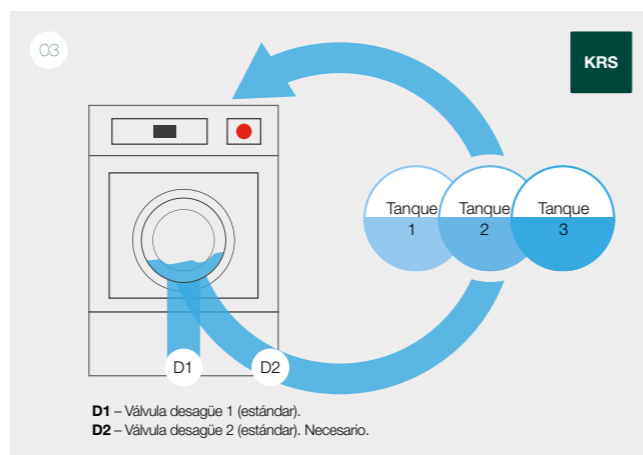 03
KRS
Tanque 1
Tanque 2
Tanque 3
D1
D2
D1 – Válvula desagüe 1 (estándar).
D2 – Válvula desagüe 2 (estándar). Necesario.